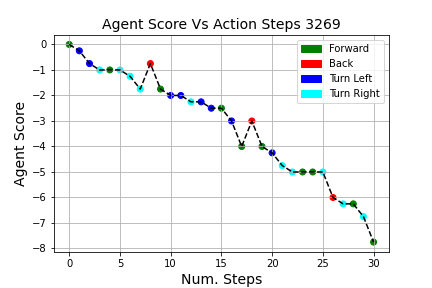 Agent Score Vs Action Steps 3269
Forward
Back
Turn Left
Turn Right
Agent Score
0
−1
−2
−3
−4
−5
−6
−7
−8
0 5 10 15 20 25 30
Num. Steps